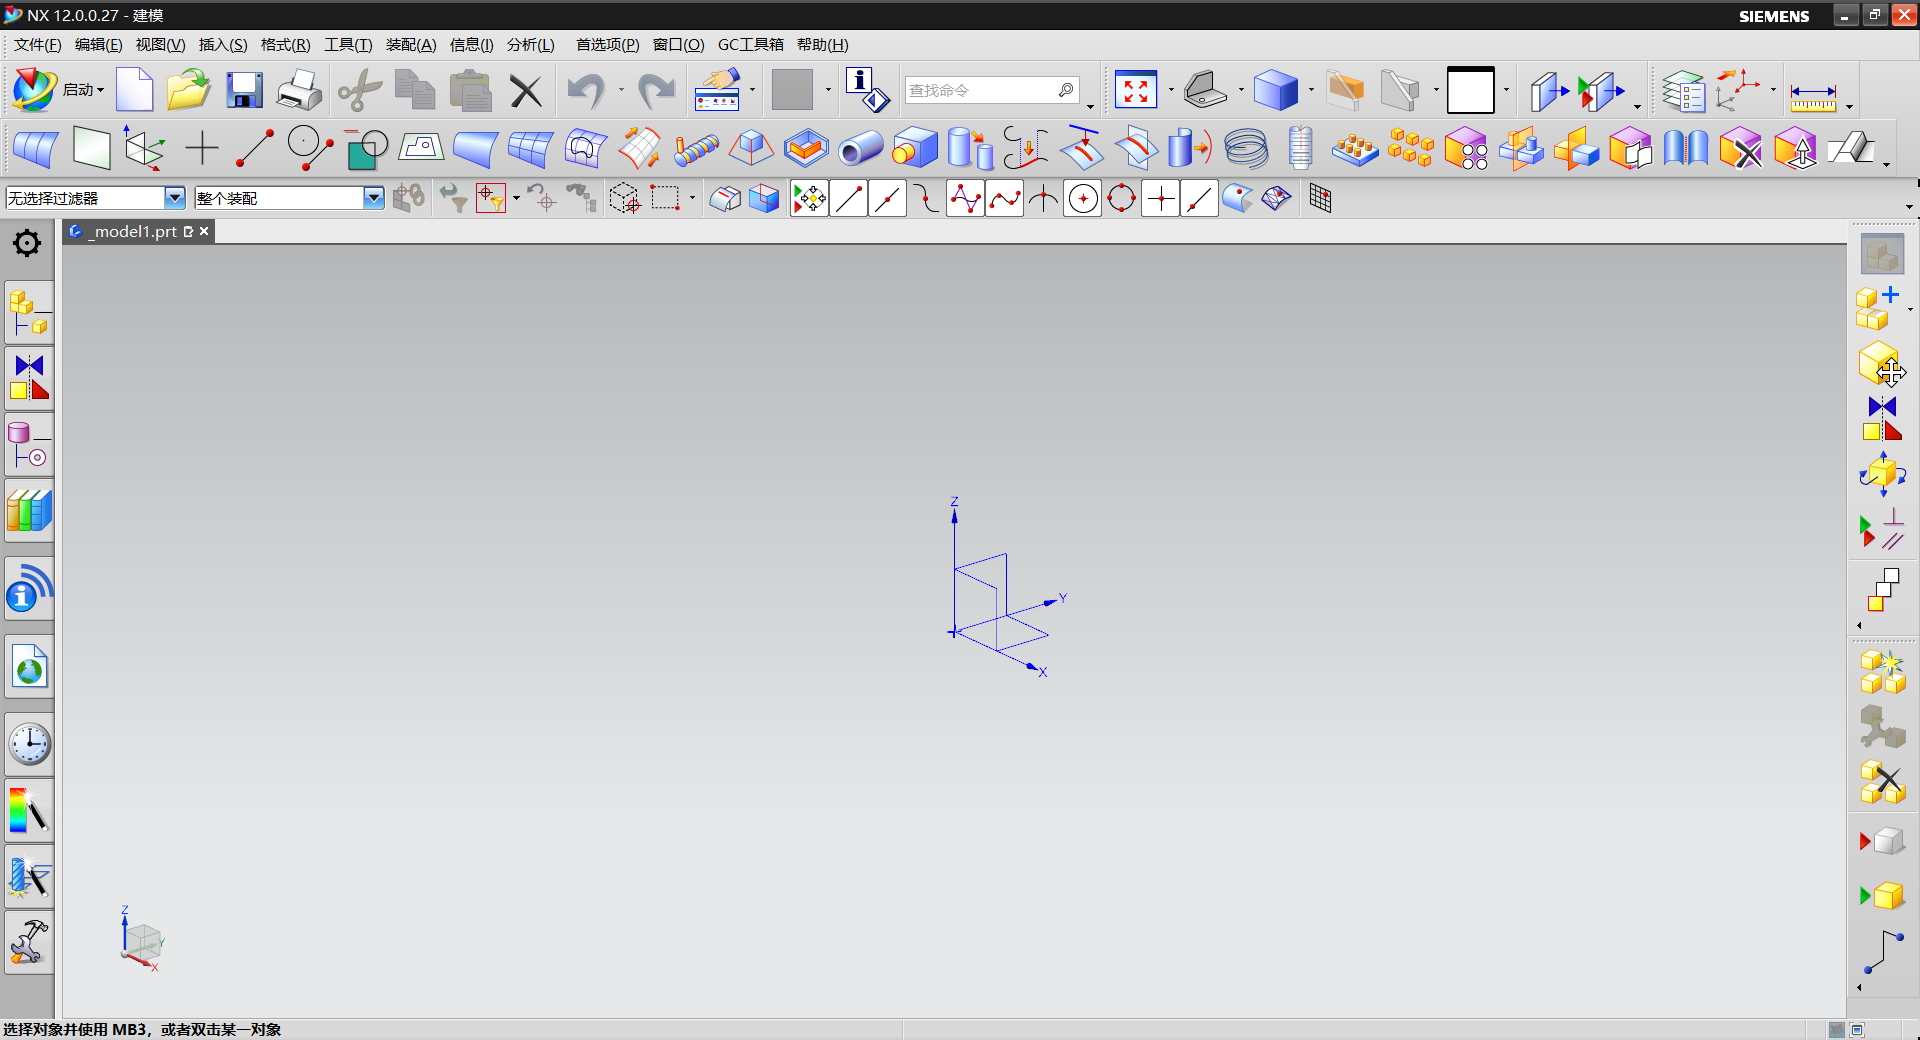 NX 12.0.0.27 - 建模
SIEMENS
文件(F) 编辑(E) 视图(V) 插入(S) 格式(R) 工具(T) 装配(A) 信息(I) 分析(L) 首选项(P) 窗口(O) GC工具箱 帮助(H)
启动
查找命令
无选择过滤器
整个装配
_model1.prt
Z
Y
X
Z
Y
X
选择对象并使用 MB3，或者双击某一对象